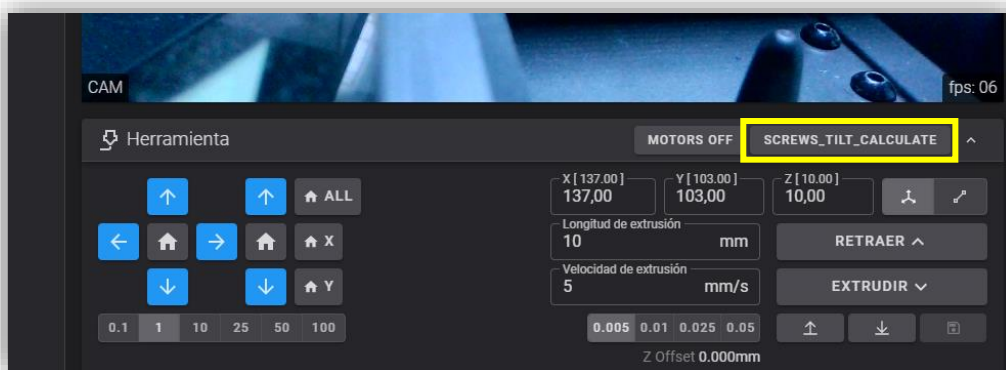 CAM
fps: 06
Herramienta
MOTORS OFF
SCREWS_TILT_CALCULATE
X [ 137.00 ]
Y [ 103.00 ]
Z [ 10.00 ]
ALL
137,00
103,00
10,00
Longitud de extrusión
X
10
mm
RETRAER
Velocidad de extrusión
Y
5
mm/s
EXTRUDIR
0.1 1 10 25 50 100
0.005 0.01 0.025 0.05
Z Offset 0.000mm